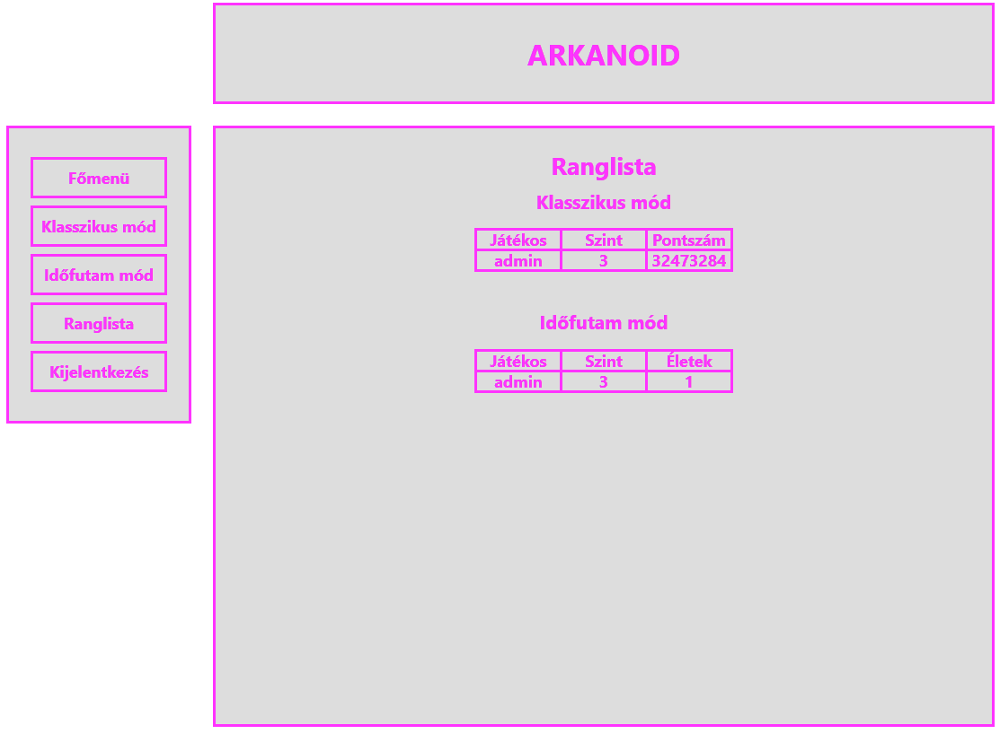 ARKANOID
Főmenü
Klasszikus mód
Időfutam mód
Ranglista
Kijelentkezés
Ranglista
Klasszikus mód
Játékos Szint Pontszám
admin 3 32473284
Időfutam mód
Játékos Szint Életek
admin 3 1